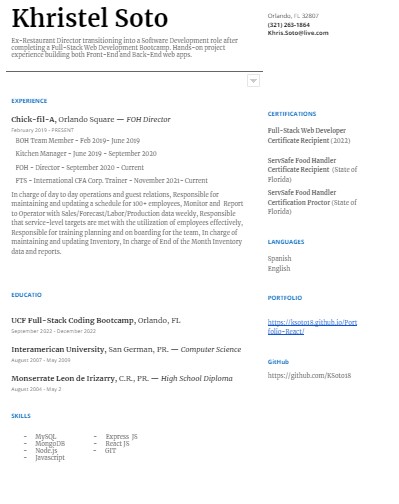 Khristel Soto
Ex-Restaurant Director transitioning into a Software Development role after
completing a Full-Stack Web Development Bootcamp. Hands-on project
experience building both Front-End and Back-End web apps.
Orlando, FL 32807
(321) 263-1864
Khris.Soto@live.com
EXPERIENCE
Chick-fil-A, Orlando Square — FOH Director
February 2019 - PRESENT
BOH Team Member - Feb 2019- June 2019
Kitchen Manager - June 2019 - September 2020
FOH - Director - September 2020 - Current
FTS - International CFA Corp. Trainer - November 2021- Current
In charge of day to day operations and guest relations, Responsible for
maintaining and updating a schedule for 100+ employees, Monitor and Report
to Operator with Sales/Forecast/Labor/Production data weekly, Responsible
that service-level targets are met with the utilization of employees effectively,
Responsible for training planning and on boarding for the team, In charge of
maintaining and updating Inventory, In charge of End of the Month Inventory
data and reports.
EDUCATIO
UCF Full-Stack Coding Bootcamp, Orlando, FL
September 2022 - December 2022
Interamerican University, San German, PR. — Computer Science
August 2007 - May 2009
Monserrate Leon de Irizarry, C.R., PR. — High School Diploma
August 2004 - May 2
SKILLS
- MySQL
- MongoDB
- Node.js
- Javascript
- Express JS
- React JS
- GIT
CERTIFICATIONS
Full-Stack Web Developer
Certificate Recipient (2022)
ServSafe Food Handler
Certificate Recipient (State of
Florida)
ServSafe Food Handler
Certification Proctor (State of
Florida)
LANGUAGES
Spanish
English
PORTFOLIO
https://ksoto18.github.io/Port
folio-React/
GitHub
https://github.com/KSoto18